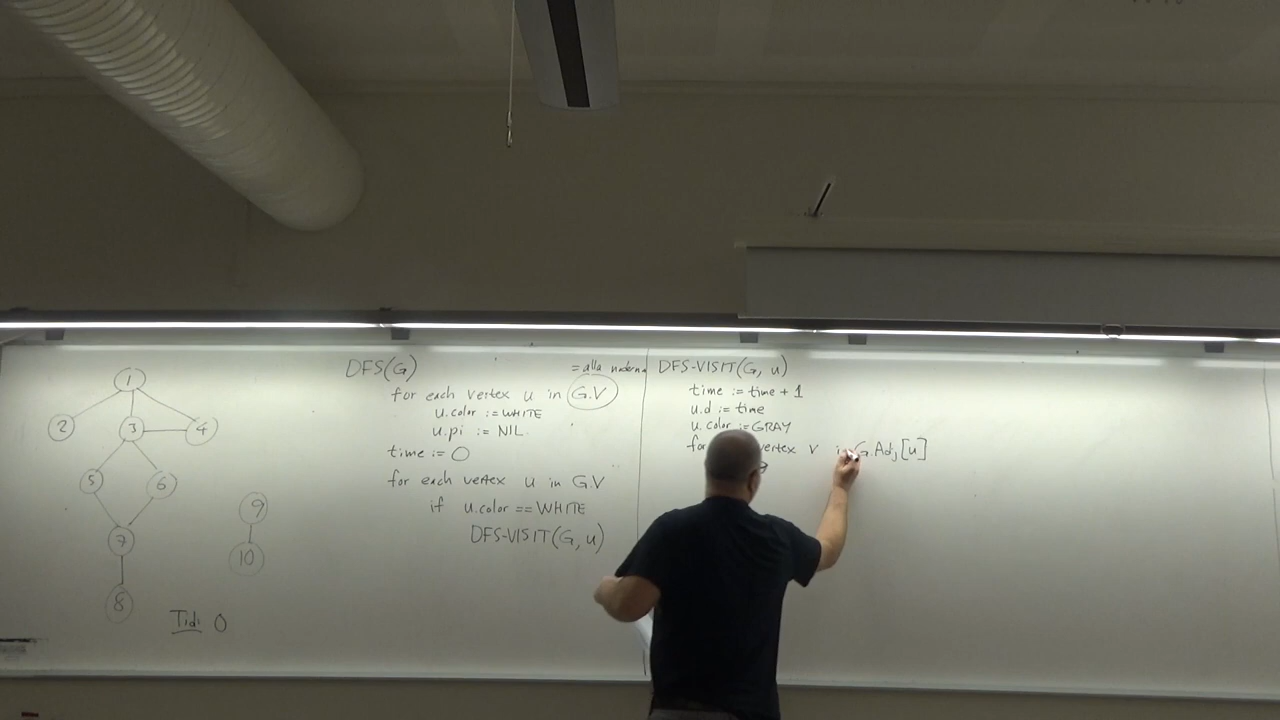 1
2
3
4
5
6
7
8
9
10
Tid: 0
DFS(G)
= alla noderna
for each vertex u in G.V
u.color := WHITE
u.pi := NIL
time := 0
for each vertex u in G.V
if u.color == WHITE
DFS-VISIT(G, u)
DFS-VISIT(G, u)
time := time + 1
u.d := time
u.color := GRAY
for vertex v in G.Adj[u]